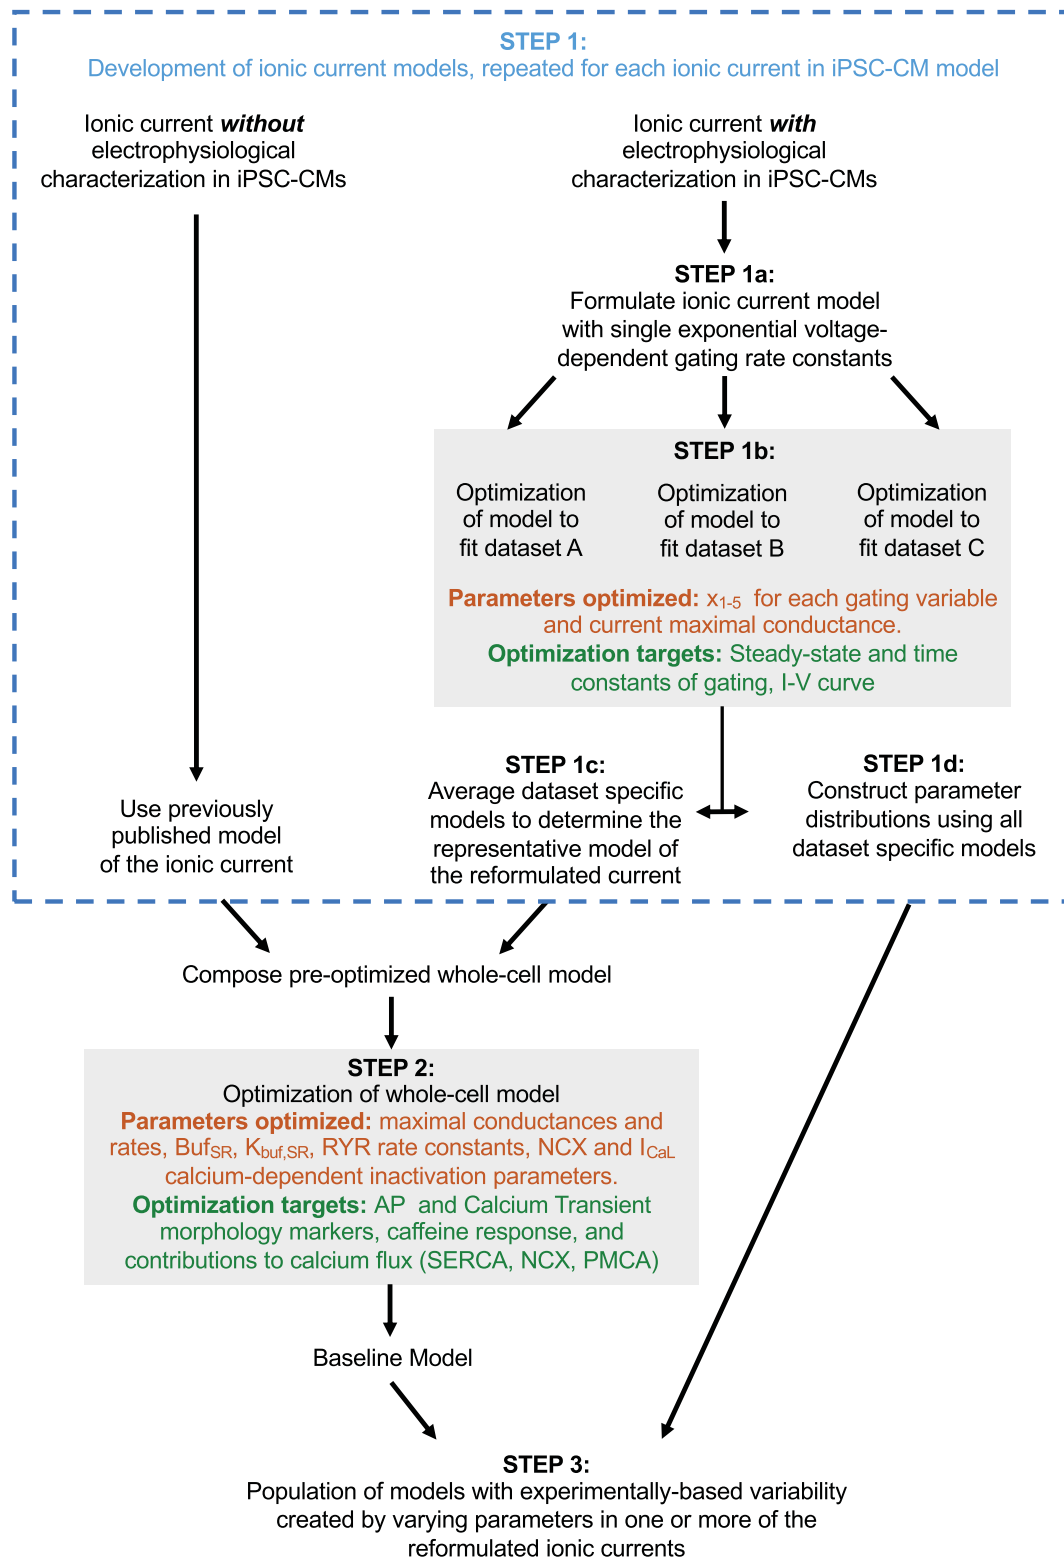 STEP 1:
Development of ionic current models, repeated for each ionic current in iPSC-CM model
Ionic current without
electrophysiological
characterization in iPSC-CMs
Ionic current with
electrophysiological
characterization in iPSC-CMs
STEP 1a:
Formulate ionic current model
with single exponential voltage-
dependent gating rate constants
STEP 1b:
Optimization
of model to
fit dataset A
Optimization
of model to
fit dataset B
Optimization
of model to
fit dataset C
Parameters optimized: x1-5 for each gating variable
and current maximal conductance.
Optimization targets: Steady-state and time
constants of gating, I-V curve
Use previously
published model
of the ionic current
STEP 1c:
Average dataset specific
models to determine the
representative model of
the reformulated current
STEP 1d:
Construct parameter
distributions using all
dataset specific models
Compose pre-optimized whole-cell model
STEP 2:
Optimization of whole-cell model
Parameters optimized: maximal conductances and
rates, BufSR, Kbuf,SR, RYR rate constants, NCX and ICaL
calcium-dependent inactivation parameters.
Optimization targets: AP and Calcium Transient
morphology markers, caffeine response, and
contributions to calcium flux (SERCA, NCX, PMCA)
Baseline Model
STEP 3:
Population of models with experimentally-based variability
created by varying parameters in one or more of the
reformulated ionic currents